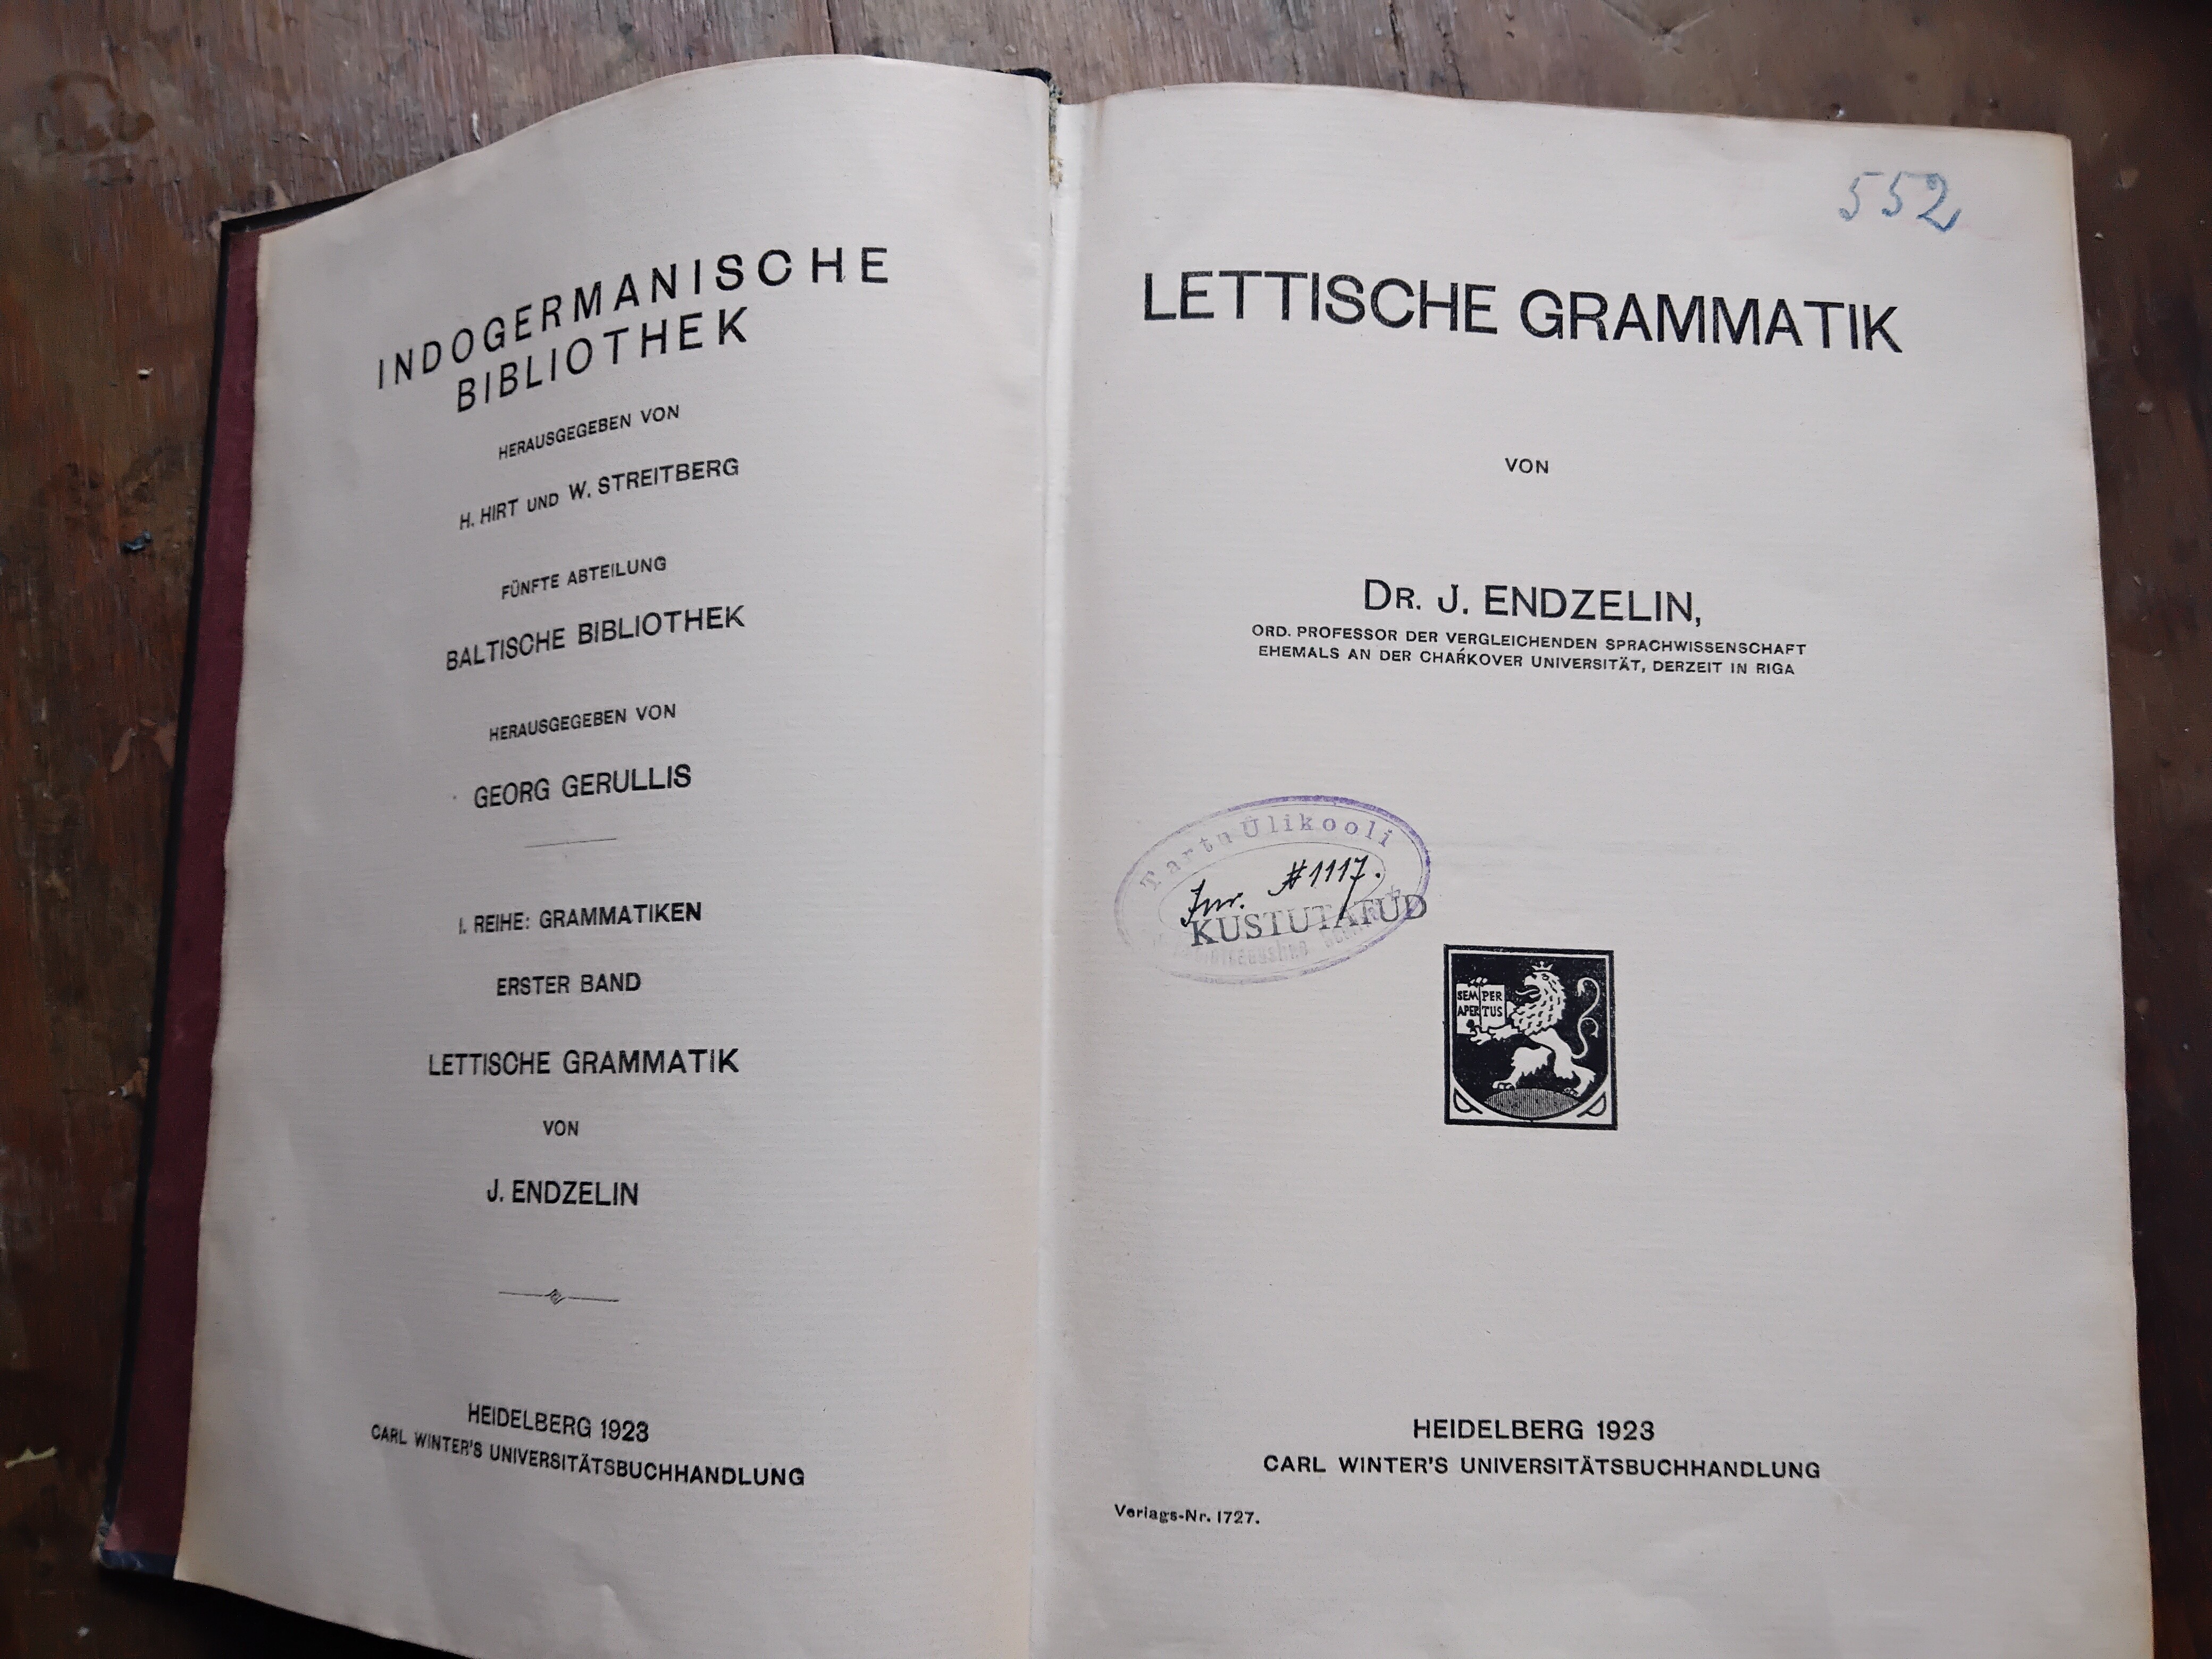 INDOGERMANISCHE
BIBLIOTHEK
HERAUSGEGEBEN VON
H. HIRT UND W. STREITBERG
FÜNFTE ABTEILUNG
BALTISCHE BIBLIOTHEK
HERAUSGEGEBEN VON
GEORG GERULLIS
I. REIHE: GRAMMATIKEN
ERSTER BAND
LETTISCHE GRAMMATIK
VON
J. ENDZELIN
HEIDELBERG 1923
CARL WINTER'S UNIVERSITÄTSBUCHHANDLUNG
552
LETTISCHE GRAMMATIK
VON
DR. J. ENDZELIN,
ORD. PROFESSOR DER VERGLEICHENDEN SPRACHWISSENSCHAFT
EHEMALS AN DER CHAŔKOVER UNIVERSITÄT, DERZEIT IN RIGA
Tartu Ülikooli
Inv. #1117.
KUSTUTATUD
SEMPER
APERTUS
HEIDELBERG 1923
CARL WINTER'S UNIVERSITÄTSBUCHHANDLUNG
Verlags-Nr. 1727.